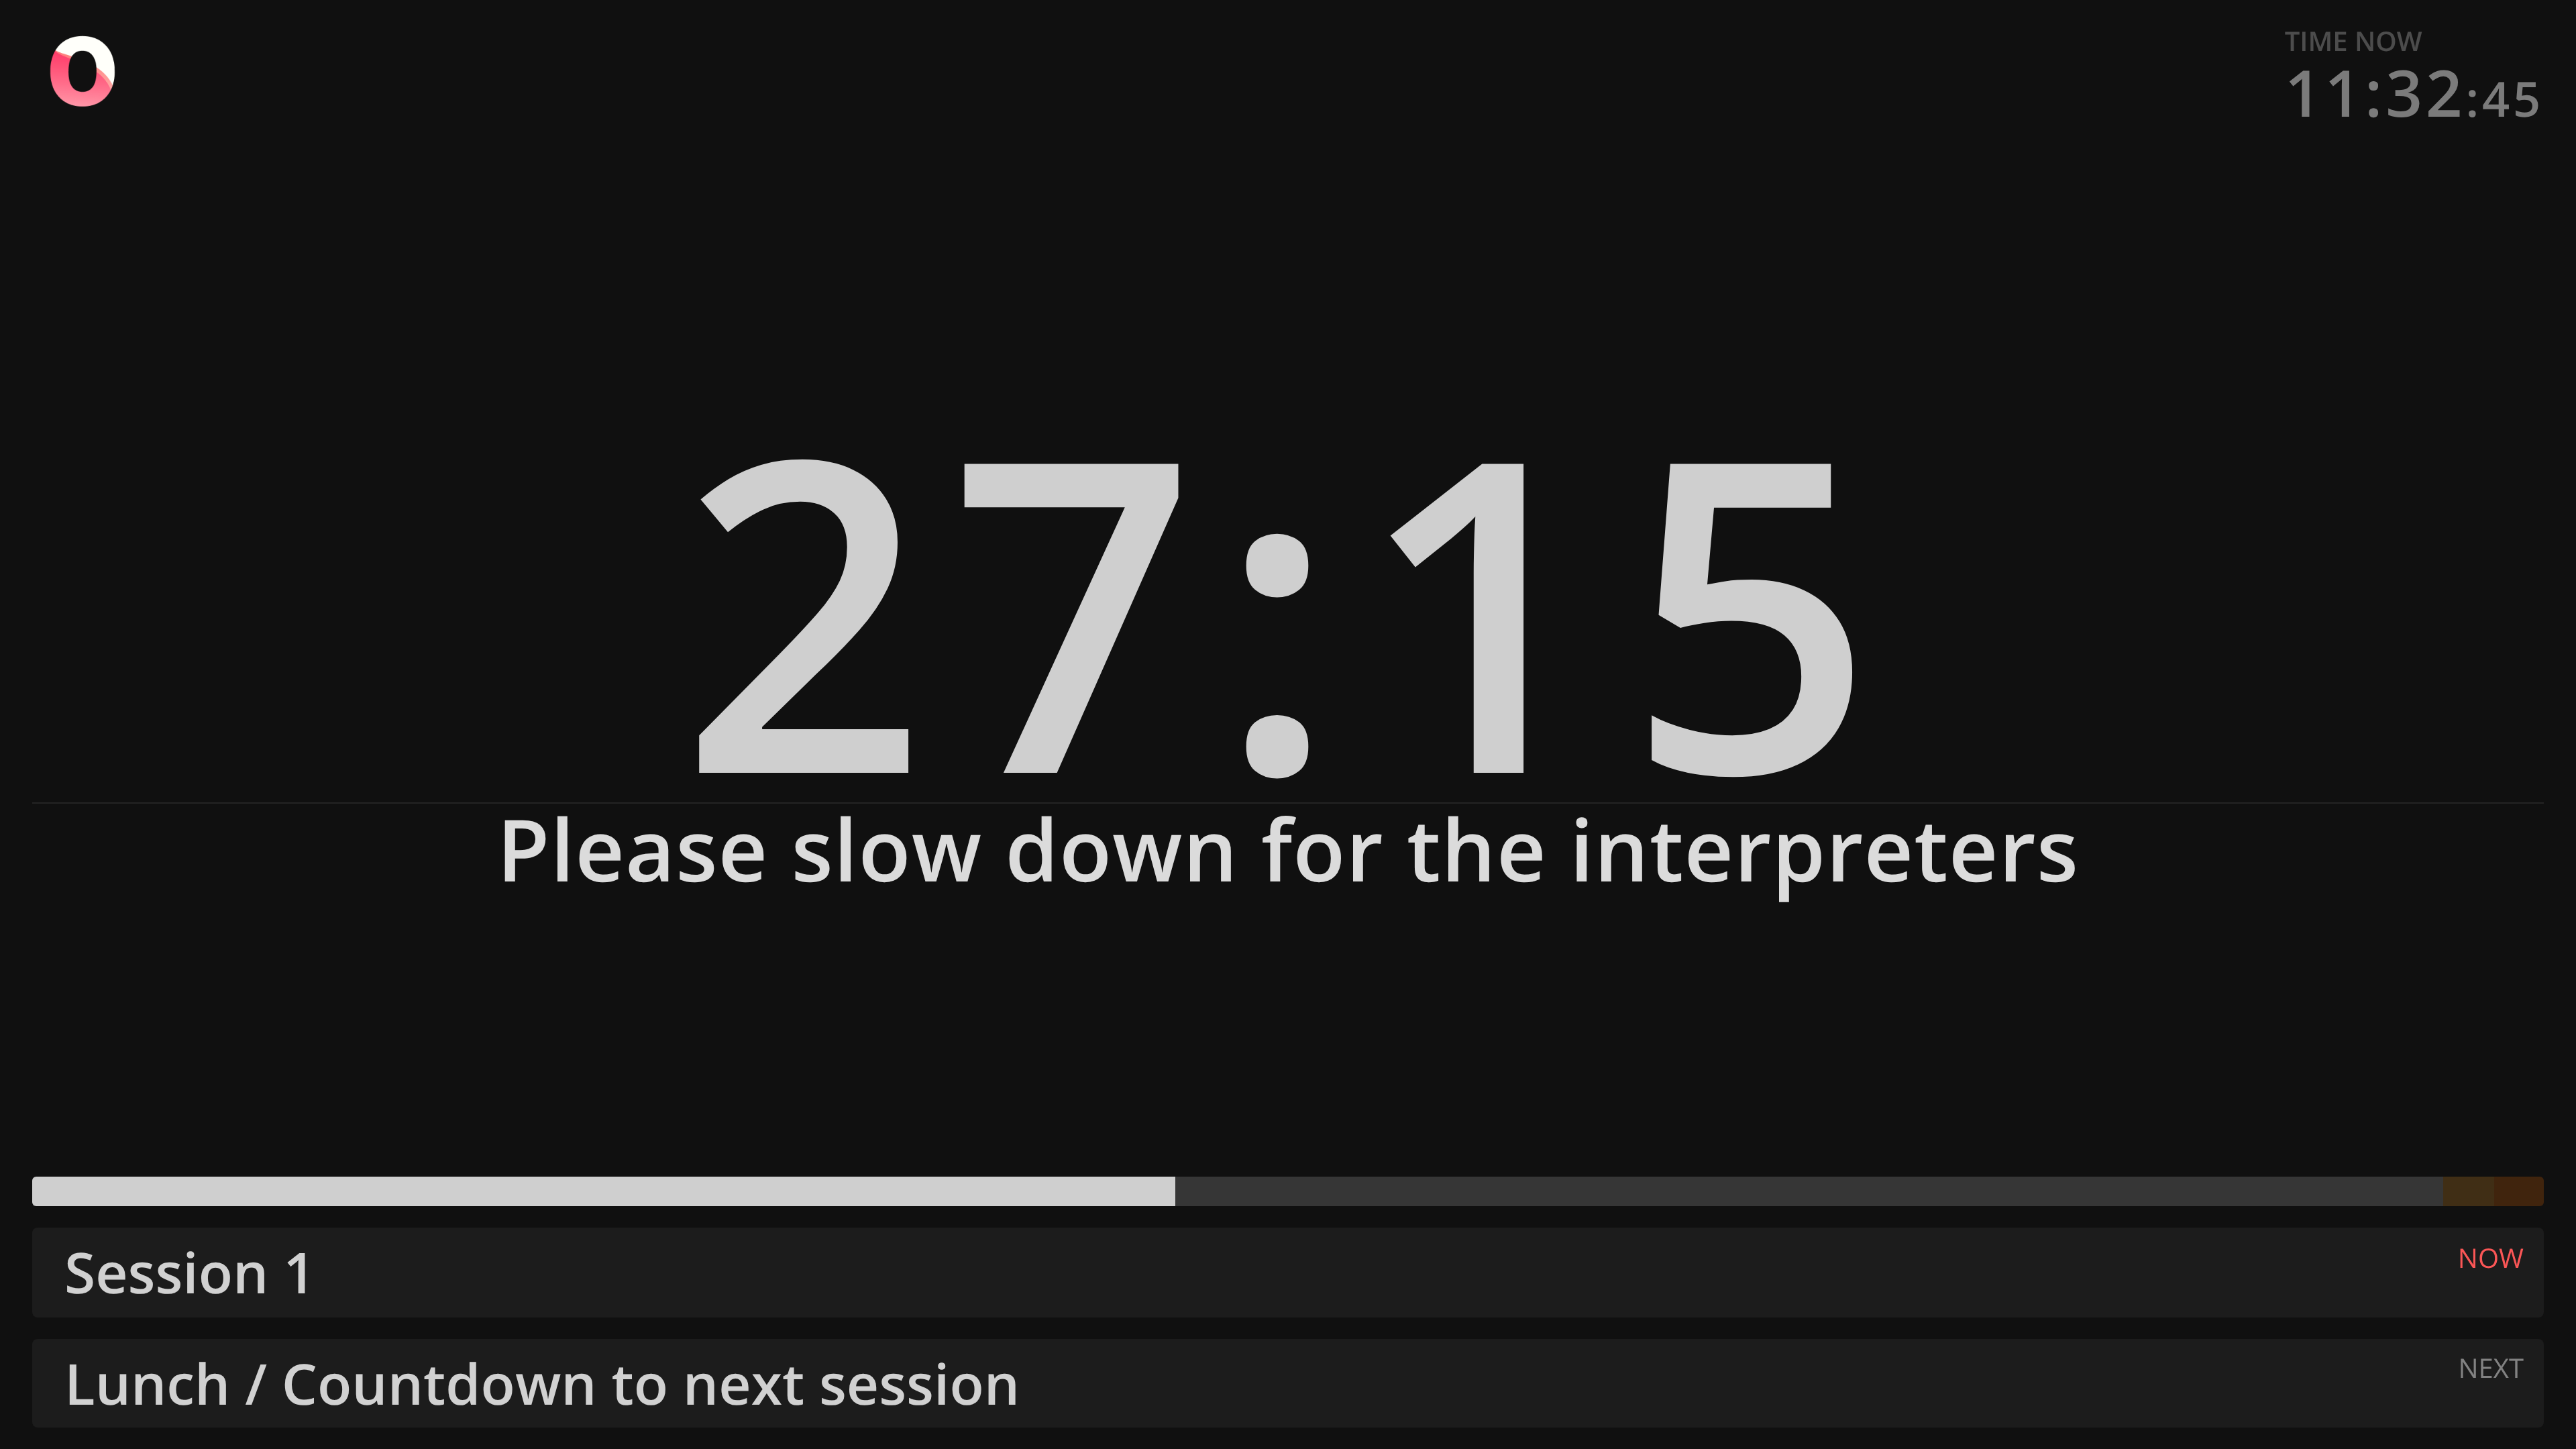 o
TIME NOW
11:32:45
27:15
Please slow down for the interpreters
Session 1
NOW
Lunch / Countdown to next session
NEXT